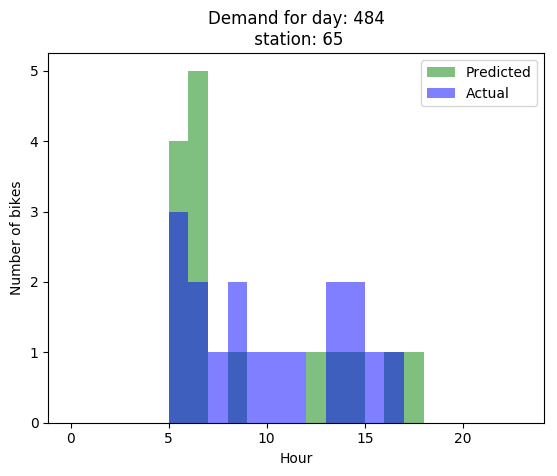 Demand for day: 484
station: 65
Predicted
Actual
Number of bikes
5
4
3
2
1
0
0 5 10 15 20
Hour